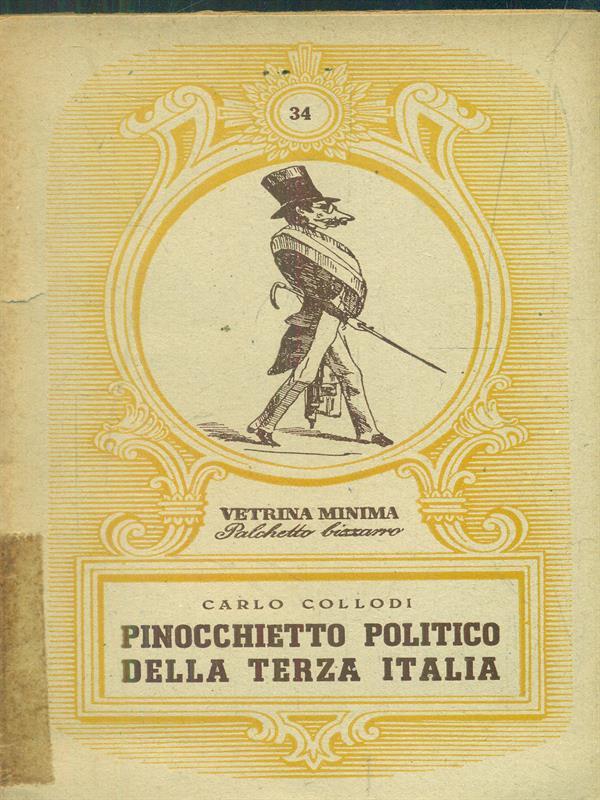 34
VETRINA MINIMA
Palchetto bizzarro
CARLO COLLODI
PINOCCHIETTO POLITICO
DELLA TERZA ITALIA